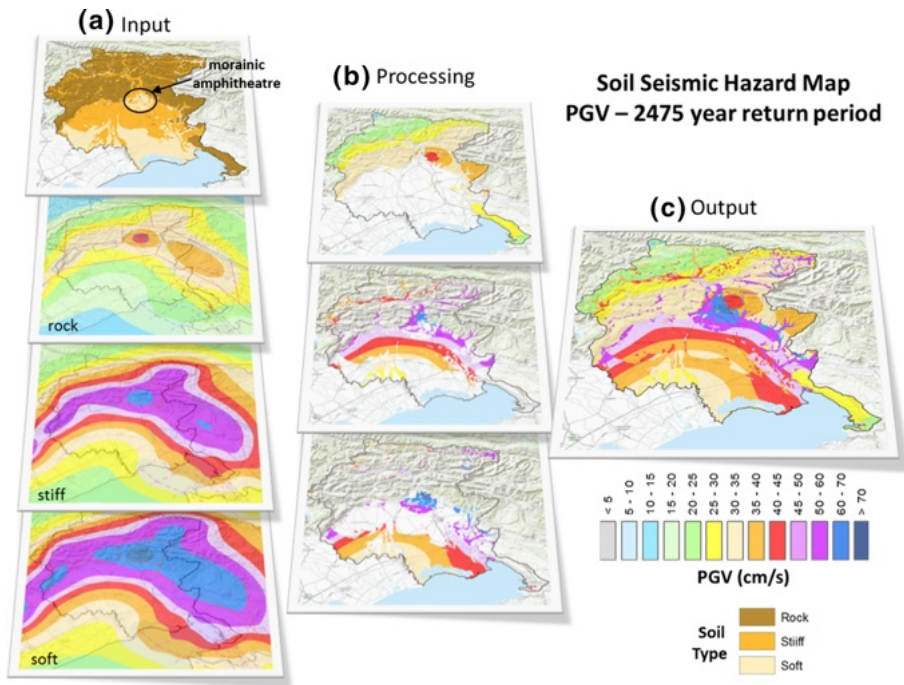 (a) Input
morainic
amphitheatre
rock
stiff
soft
(b) Processing
Soil Seismic Hazard Map
PGV – 2475 year return period
(c) Output
< 5
5 - 10
10 - 15
15 - 20
20 - 25
25 - 30
30 - 35
35 - 40
40 - 45
45 - 50
50 - 60
60 - 70
> 70
PGV (cm/s)
Soil
Type
Rock
Stiiff
Soft